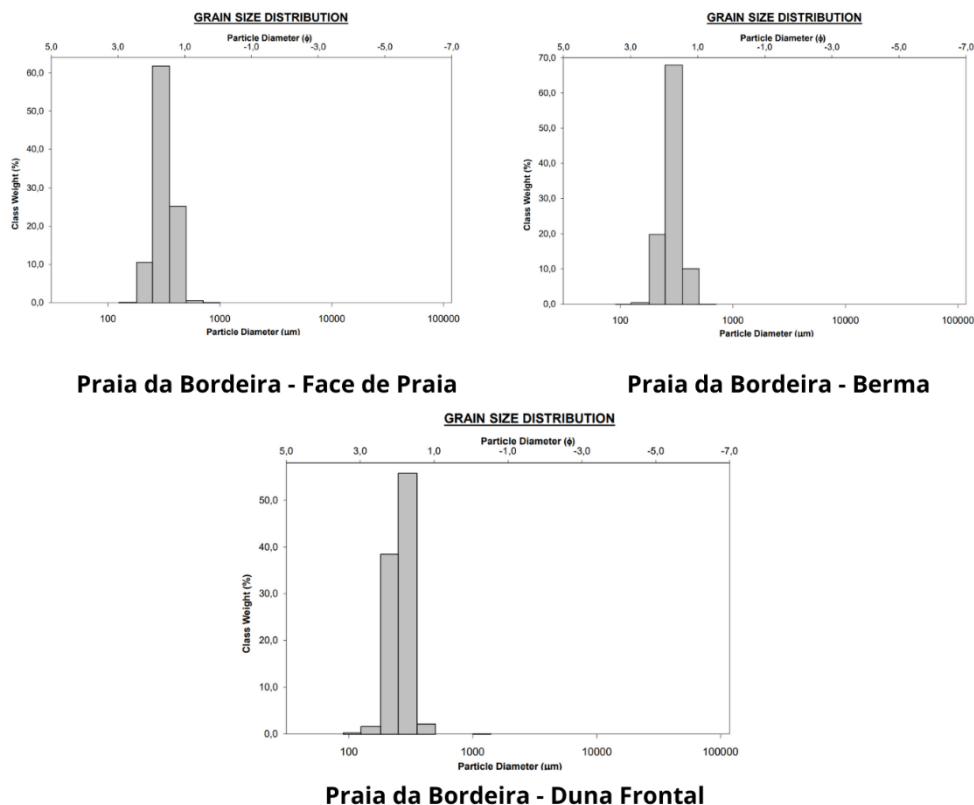 GRAIN SIZE DISTRIBUTION
Particle Diameter (ϕ)
5,0 3,0 1,0 -1,0 -3,0 -5,0 -7,0
Class Weight (%)
60,0
50,0
40,0
30,0
20,0
10,0
0,0
100 1000 10000 100000
Particle Diameter (µm)
Praia da Bordeira - Face de Praia
GRAIN SIZE DISTRIBUTION
Particle Diameter (ϕ)
5,0 3,0 1,0 -1,0 -3,0 -5,0 -7,0
Class Weight (%)
70,0
60,0
50,0
40,0
30,0
20,0
10,0
0,0
100 1000 10000 100000
Particle Diameter (µm)
Praia da Bordeira - Berma
GRAIN SIZE DISTRIBUTION
Particle Diameter (ϕ)
5,0 3,0 1,0 -1,0 -3,0 -5,0 -7,0
Class Weight (%)
50,0
40,0
30,0
20,0
10,0
0,0
100 1000 10000 100000
Particle Diameter (µm)
Praia da Bordeira - Duna Frontal